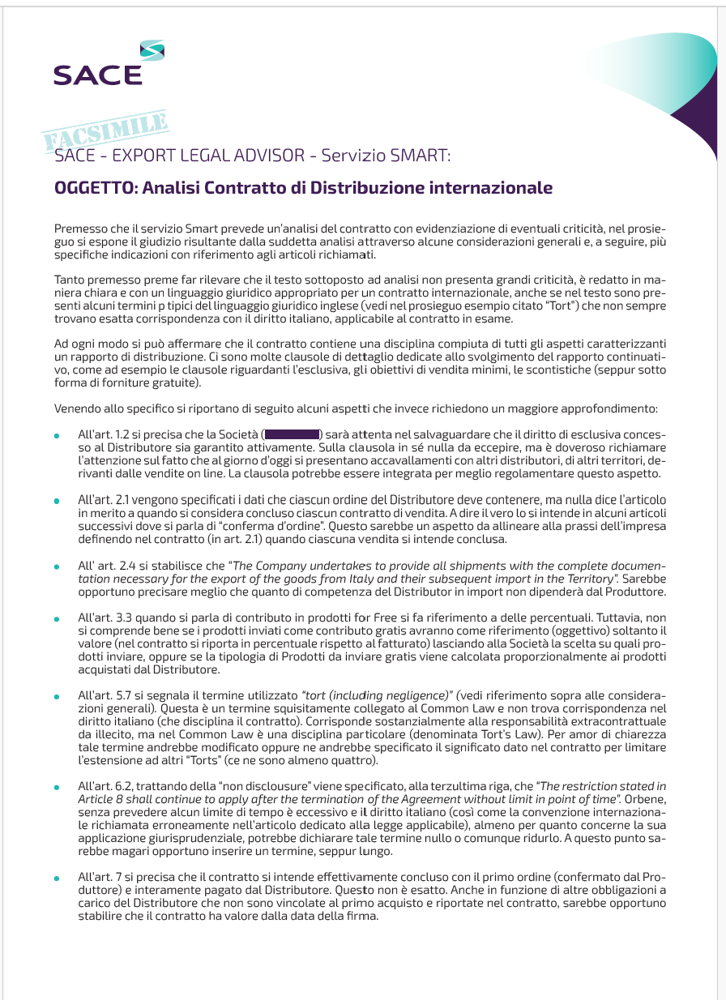 SACE
FACSIMILE
SACE - EXPORT LEGAL ADVISOR - Servizio SMART:
OGGETTO: Analisi Contratto di Distribuzione internazionale
Premesso che il servizio Smart prevede un'analisi del contratto con evidenziazione di eventuali criticità, nel prosie-
guo si espone il giudizio risultante dalla suddetta analisi attraverso alcune considerazioni generali e, a seguire, più
specifiche indicazioni con riferimento agli articoli richiamati.
Tanto premesso preme far rilevare che il testo sottoposto ad analisi non presenta grandi criticità, è redatto in ma-
niera chiara e con un linguaggio giuridico appropriato per un contratto internazionale, anche se nel testo sono pre-
senti alcuni termini p tipici del linguaggio giuridico inglese (vedi nel prosieguo esempio citato "Tort") che non sempre
trovano esatta corrispondenza con il diritto italiano, applicabile al contratto in esame.
Ad ogni modo si può affermare che il contratto contiene una disciplina compiuta di tutti gli aspetti caratterizzanti
un rapporto di distribuzione. Ci sono molte clausole di dettaglio dedicate allo svolgimento del rapporto continuati-
vo, come ad esempio le clausole riguardanti l'esclusiva, gli obiettivi di vendita minimi, le scontistiche (seppur sotto
forma di forniture gratuite).
Venendo allo specifico si riportano di seguito alcuni aspetti che invece richiedono un maggiore approfondimento:
• All'art. 1.2 si precisa che la Società ( ) sarà attenta nel salvaguardare che il diritto di esclusiva conces-
so al Distributore sia garantito attivamente. Sulla clausola in sé nulla da eccepire, ma è doveroso richiamare
l'attenzione sul fatto che al giorno d'oggi si presentano accavallamenti con altri distributori, di altri territori, de-
rivanti dalle vendite on line. La clausola potrebbe essere integrata per meglio regolamentare questo aspetto.
• All'art. 2.1 vengono specificati i dati che ciascun ordine del Distributore deve contenere, ma nulla dice l'articolo
in merito a quando si considera concluso ciascun contratto di vendita. A dire il vero lo si intende in alcuni articoli
successivi dove si parla di "conferma d'ordine". Questo sarebbe un aspetto da allineare alla prassi dell'impresa
definendo nel contratto (in art. 2.1) quando ciascuna vendita si intende conclusa.
• All' art. 2.4 si stabilisce che "The Company undertakes to provide all shipments with the complete documen-
tation necessary for the export of the goods from Italy and their subsequent import in the Territory". Sarebbe
opportuno precisare meglio che quanto di competenza del Distributor in import non dipenderà dal Produttore.
• All'art. 3.3 quando si parla di contributo in prodotti for Free si fa riferimento a delle percentuali. Tuttavia, non
si comprende bene se i prodotti inviati come contributo gratis avranno come riferimento (oggettivo) soltanto il
valore (nel contratto si riporta in percentuale rispetto al fatturato) lasciando alla Società la scelta su quali pro-
dotti inviare, oppure se la tipologia di Prodotti da inviare gratis viene calcolata proporzionalmente ai prodotti
acquistati dal Distributore.
• All'art. 5.7 si segnala il termine utilizzato "tort (including negligence)" (vedi riferimento sopra alle considera-
zioni generali). Questa è un termine squisitamente collegato al Common Law e non trova corrispondenza nel
diritto italiano (che disciplina il contratto). Corrisponde sostanzialmente alla responsabilità extracontrattuale
da illecito, ma nel Common Law è una disciplina particolare (denominata Tort's Law). Per amor di chiarezza
tale termine andrebbe modificato oppure ne andrebbe specificato il significato dato nel contratto per limitare
l'estensione ad altri "Torts" (ce ne sono almeno quattro).
• All'art. 6.2, trattando della "non disclousure" viene specificato, alla terzultima riga, che "The restriction stated in
Article 8 shall continue to apply after the termination of the Agreement without limit in point of time". Orbene,
senza prevedere alcun limite di tempo è eccessivo e il diritto italiano (così come la convenzione internaziona-
le richiamata erroneamente nell'articolo dedicato alla legge applicabile), almeno per quanto concerne la sua
applicazione giurisprudenziale, potrebbe dichiarare tale termine nullo o comunque ridurlo. A questo punto sa-
rebbe magari opportuno inserire un termine, seppur lungo.
• All'art. 7 si precisa che il contratto si intende effettivamente concluso con il primo ordine (confermato dal Pro-
duttore) e interamente pagato dal Distributore. Questo non è esatto. Anche in funzione di altre obbligazioni a
carico del Distributore che non sono vincolate al primo acquisto e riportate nel contratto, sarebbe opportuno
stabilire che il contratto ha valore dalla data della firma.